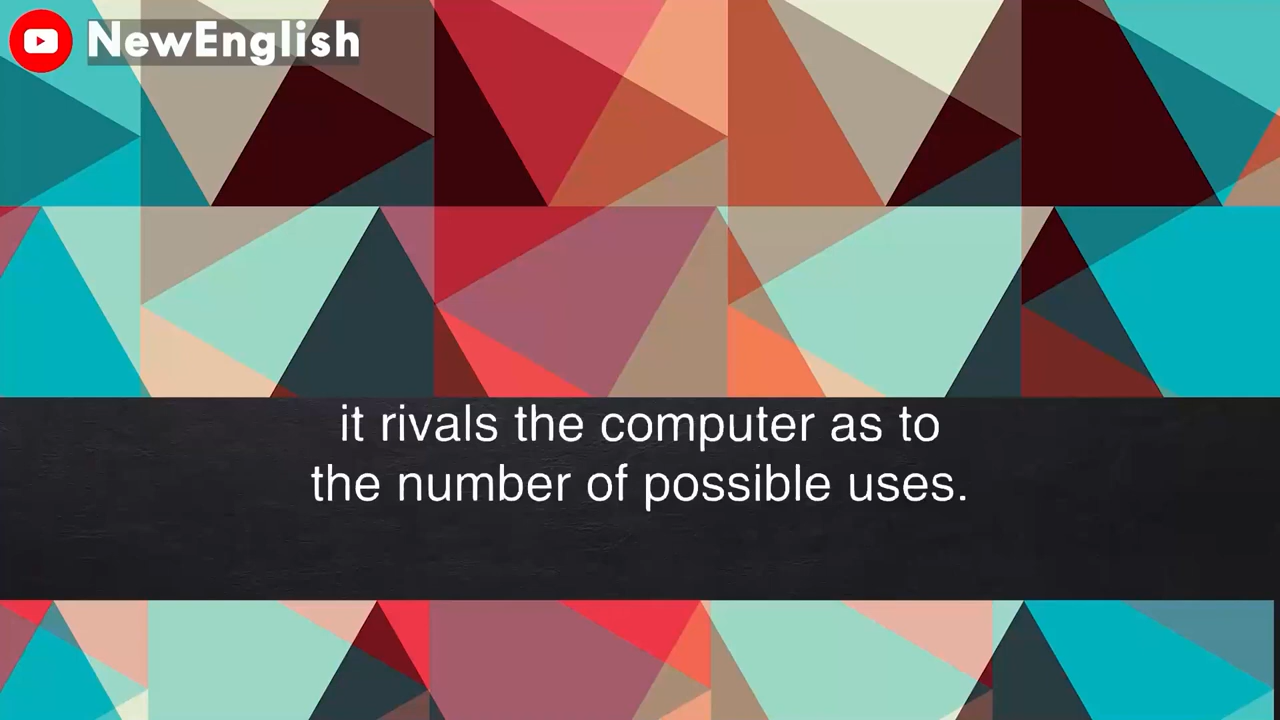 NewEnglish
it rivals the computer as to
the number of possible uses.